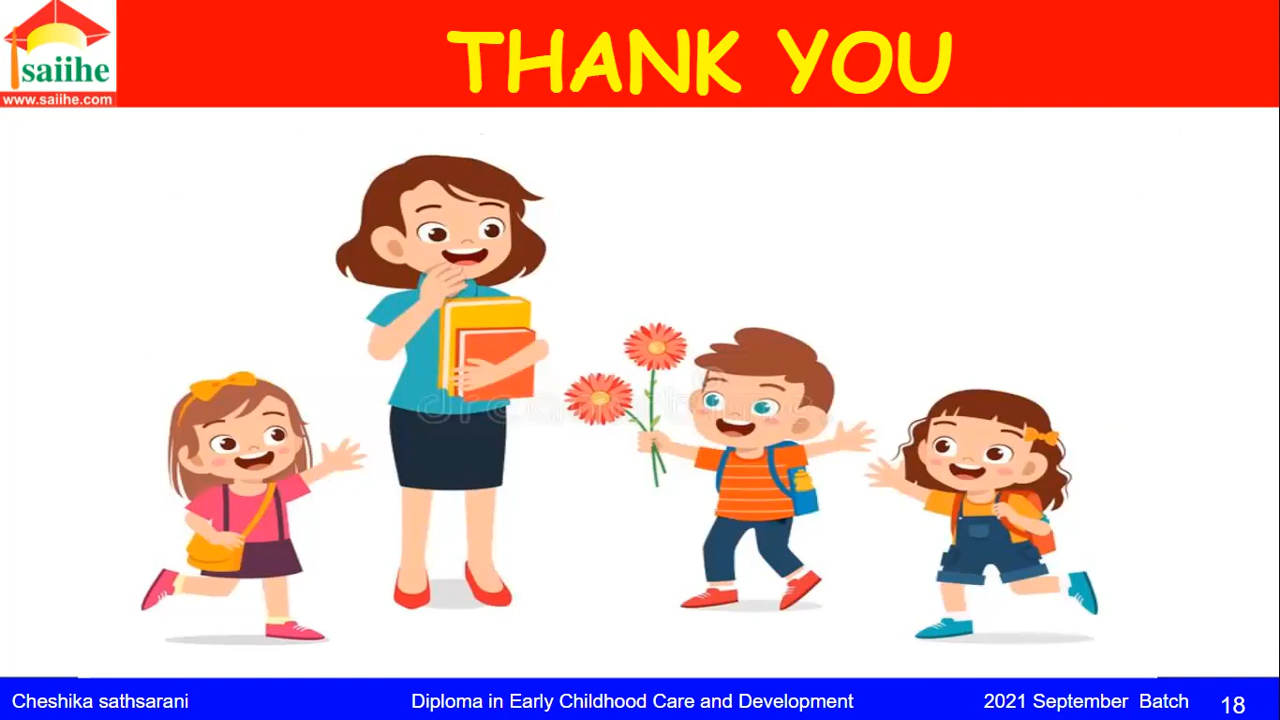 saiihe
www.saiihe.com
THANK YOU
Cheshika sathsarani
Diploma in Early Childhood Care and Development
2021 September Batch
18